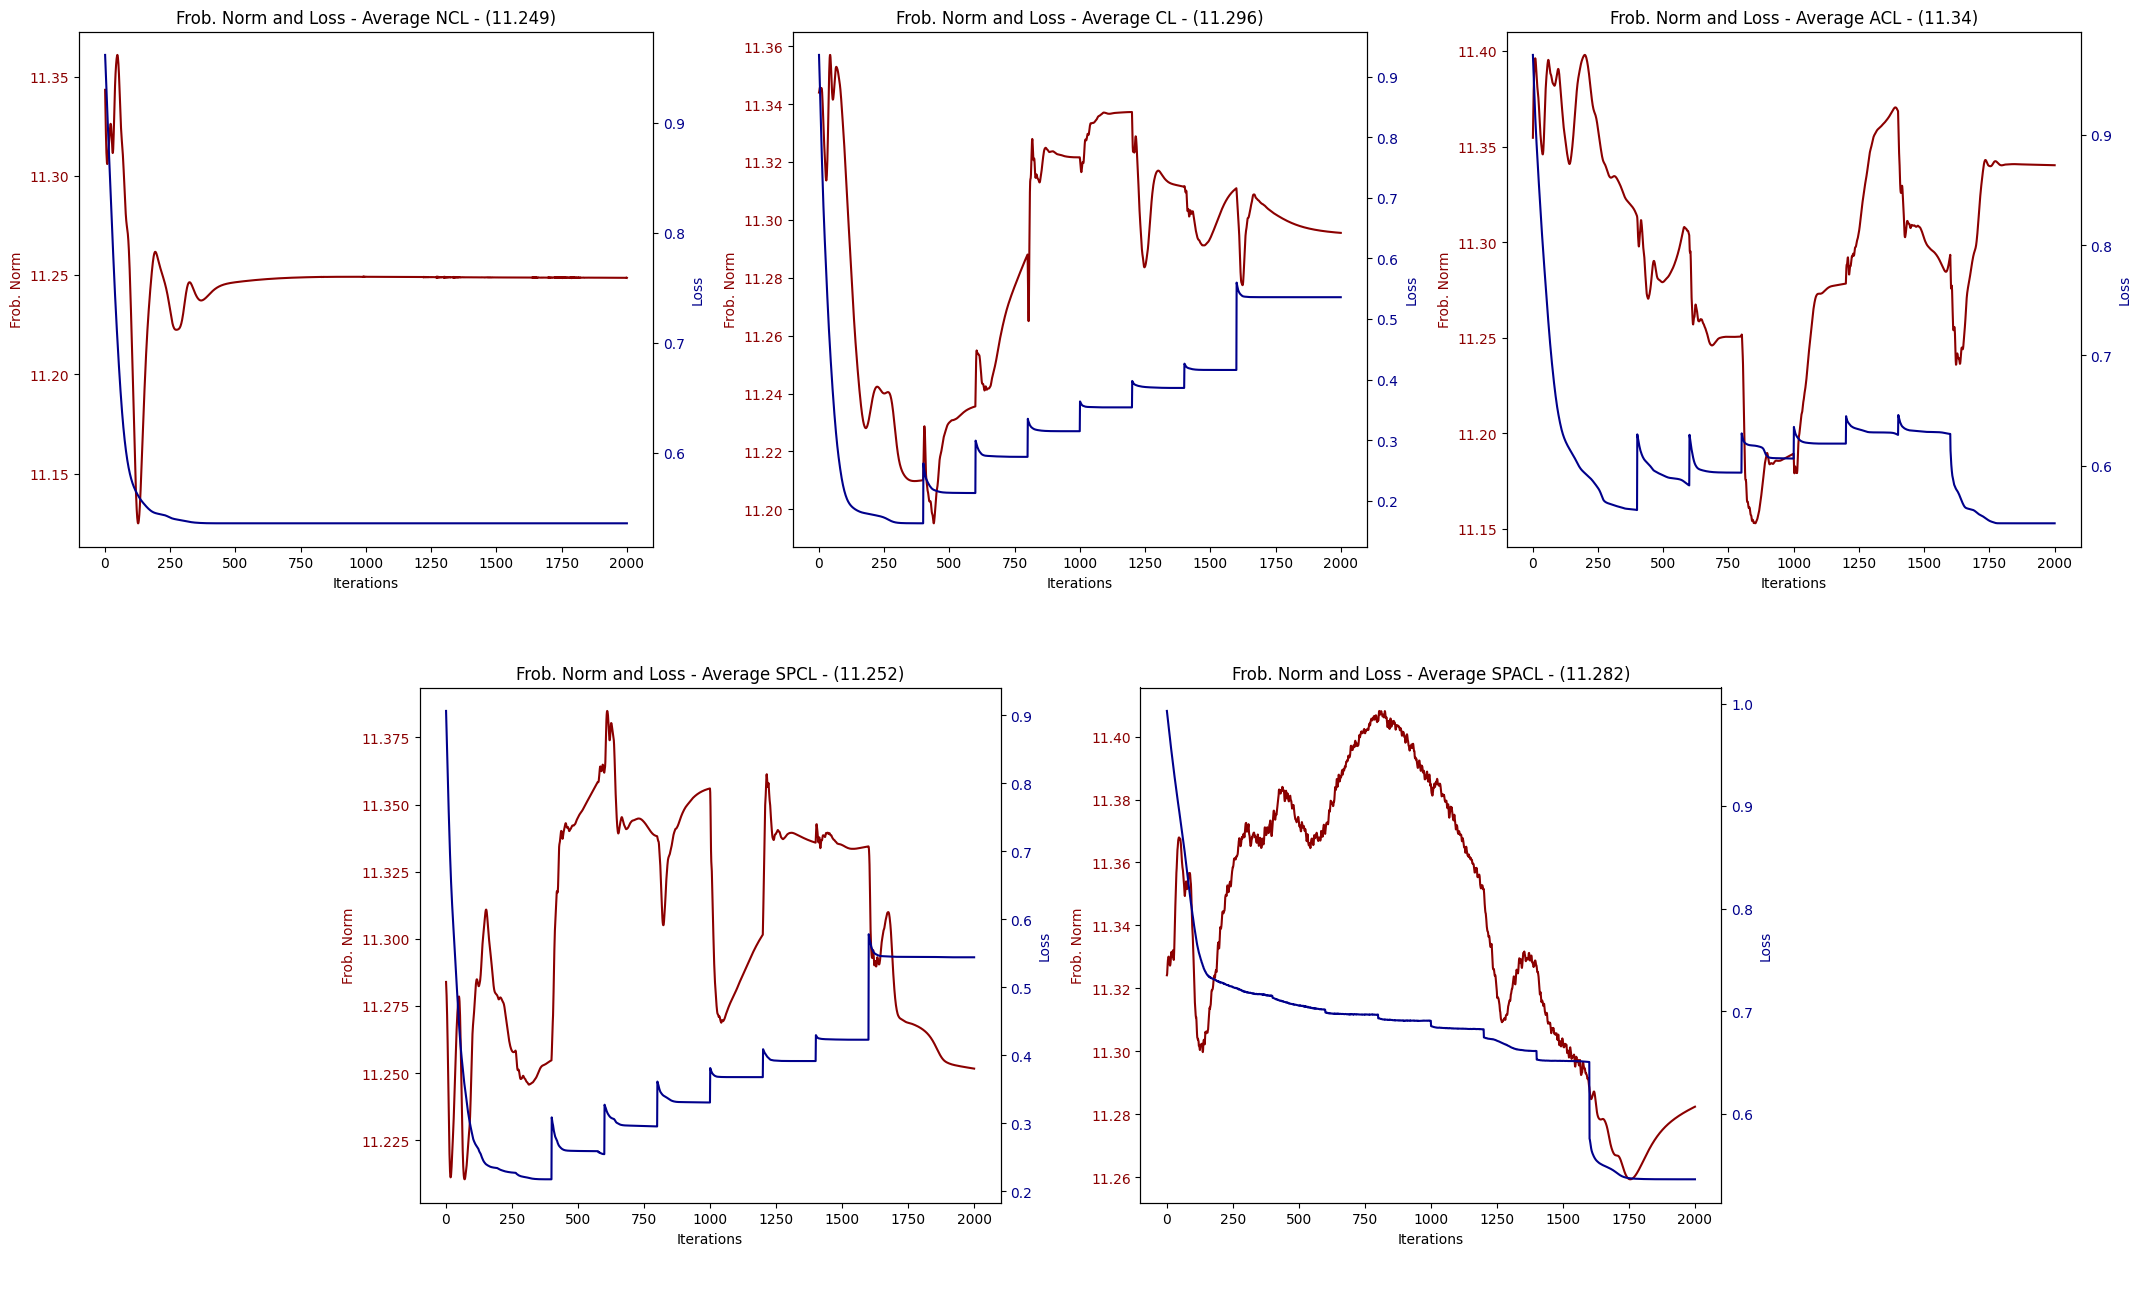 Frob. Norm and Loss - Average NCL - (11.249)
Frob. Norm
11.35
11.30
11.25
11.20
11.15
0.9
0.8
0.7
0.6
Loss
0 250 500 750 1000 1250 1500 1750 2000
Iterations
Frob. Norm and Loss - Average CL - (11.296)
Frob. Norm
11.36
11.34
11.32
11.30
11.28
11.26
11.24
11.22
11.20
0.9
0.8
0.7
0.6
0.5
0.4
0.3
0.2
Loss
0 250 500 750 1000 1250 1500 1750 2000
Iterations
Frob. Norm and Loss - Average ACL - (11.34)
Frob. Norm
11.40
11.35
11.30
11.25
11.20
11.15
0.9
0.8
0.7
0.6
Loss
0 250 500 750 1000 1250 1500 1750 2000
Iterations
Frob. Norm and Loss - Average SPCL - (11.252)
Frob. Norm
11.375
11.350
11.325
11.300
11.275
11.250
11.225
0.9
0.8
0.7
0.6
0.5
0.4
0.3
0.2
Loss
0 250 500 750 1000 1250 1500 1750 2000
Iterations
Frob. Norm and Loss - Average SPACL - (11.282)
Frob. Norm
11.40
11.38
11.36
11.34
11.32
11.30
11.28
11.26
1.0
0.9
0.8
0.7
0.6
Loss
0 250 500 750 1000 1250 1500 1750 2000
Iterations